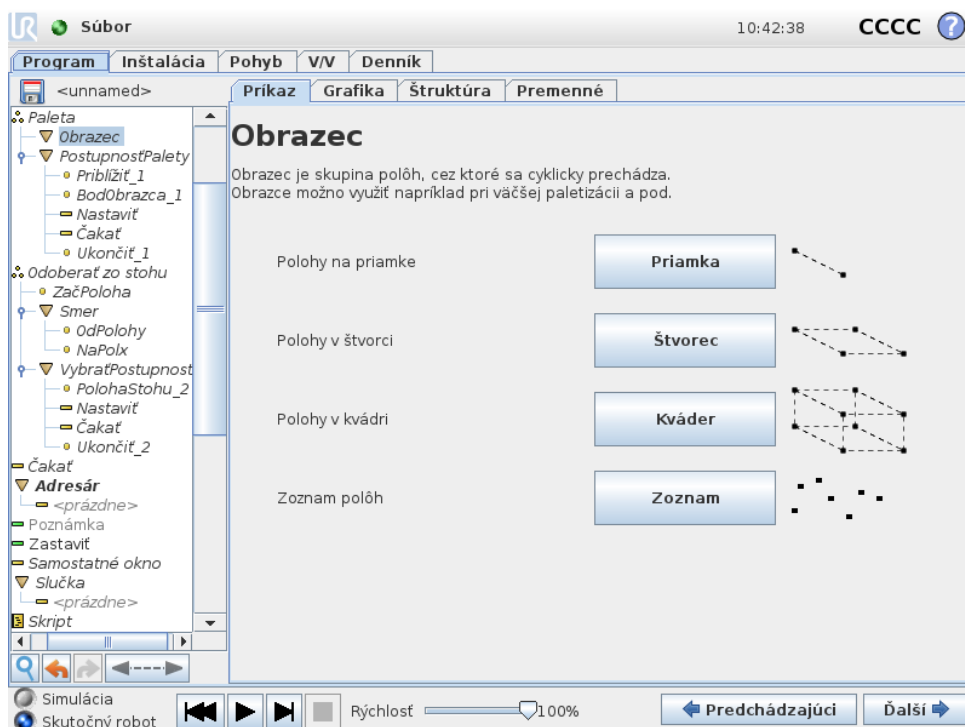 UR Súbor 10:42:38 CCCC ?
Program Inštalácia Pohyb V/V Denník
<unnamed>
Príkaz Grafika Štruktúra Premenné
Paleta
Obrazec
PostupnosťPalety
Priblížiť_1
BodObrazca_1
Nastaviť
Čakať
Ukončiť_1
Odoberať zo stohu
ZačPoloha
Smer
OdPolohy
NaPolx
VybraťPostupnost
PolohaStohu_2
Nastaviť
Čakať
Ukončiť_2
Čakať
Adresár
<prázdne>
Poznámka
Zastaviť
Samostatné okno
Slučka
<prázdne>
Skript
Obrazec
Obrazec je skupina polôh, cez ktoré sa cyklicky prechádza.
Obrazce možno využiť napríklad pri väčšej paletizácii a pod.
Polohy na priamke Priamka
Polohy v štvorci Štvorec
Polohy v kvádri Kváder
Zoznam polôh Zoznam
Simulácia
Skutočný robot
Rýchlosť 100%
Predchádzajúci Ďalší